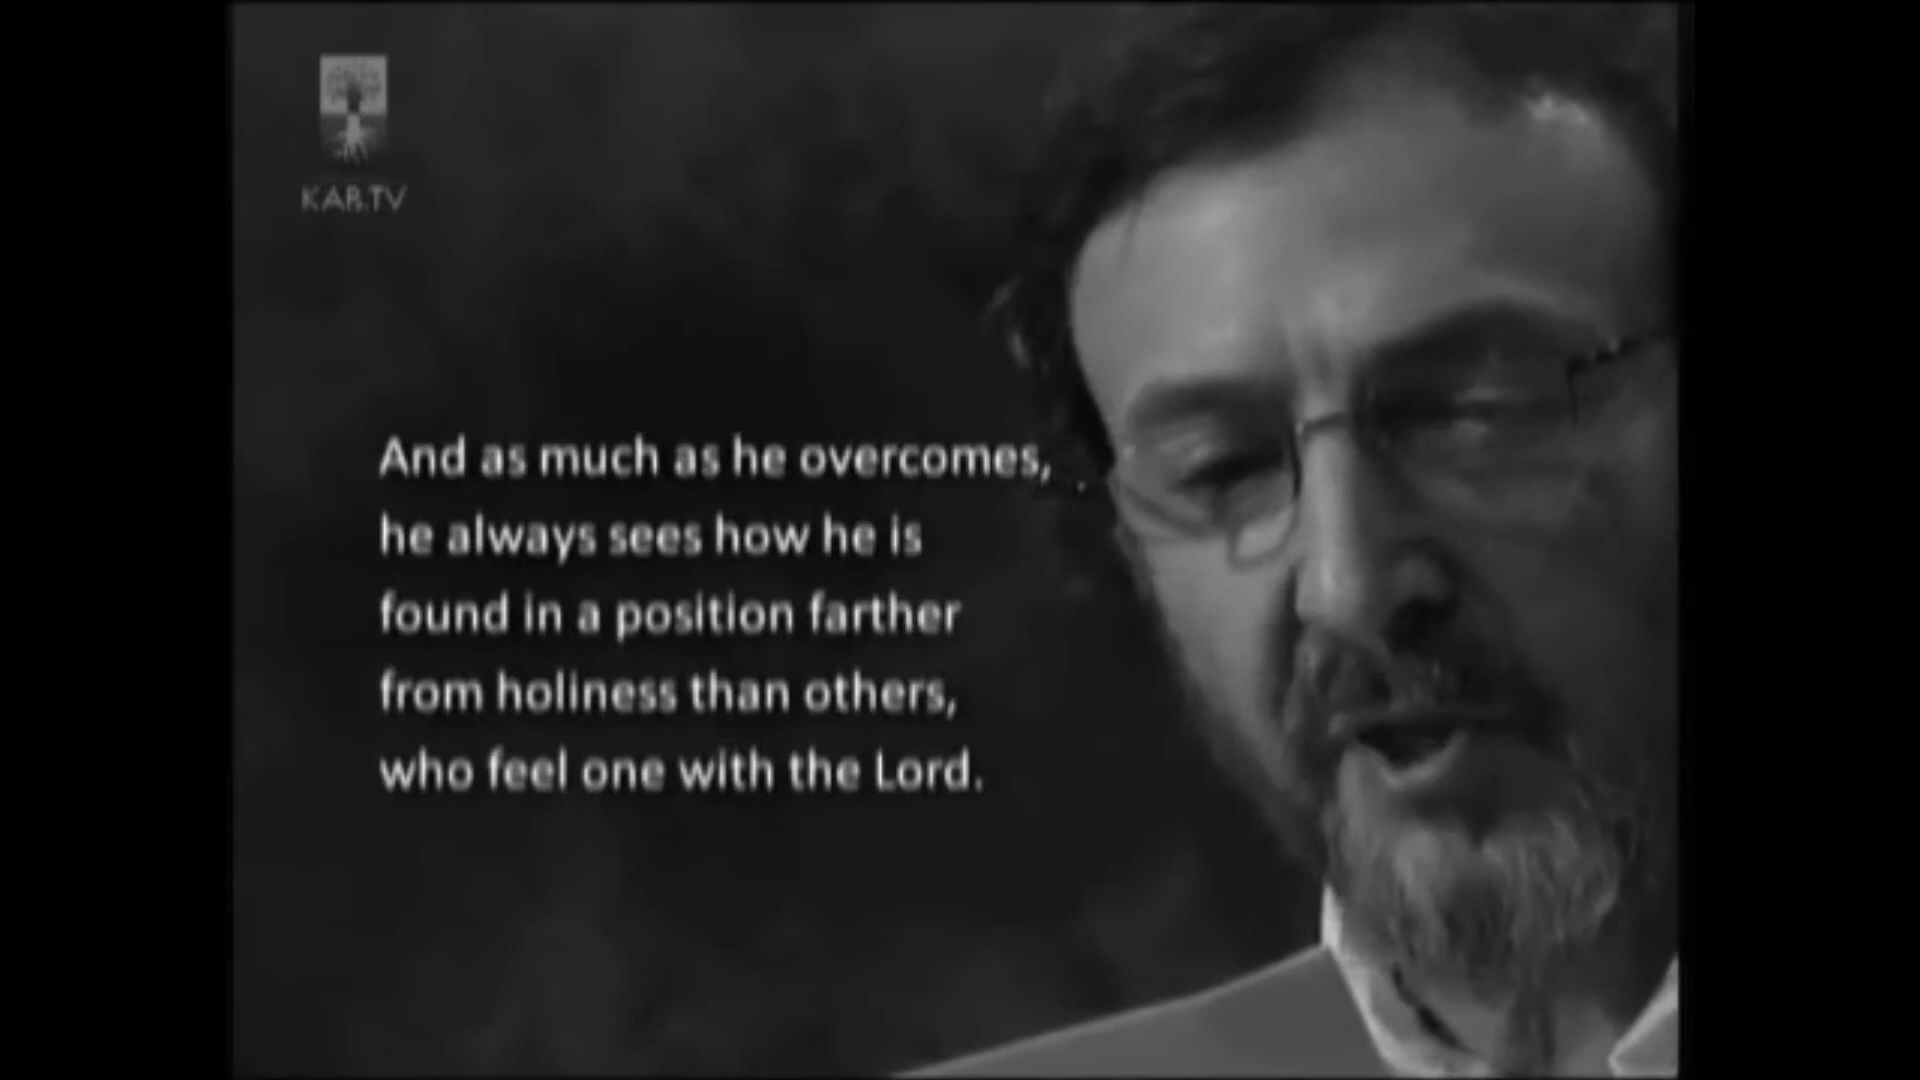 KAB.TV
And as much as he overcomes,
he always sees how he is
found in a position farther
from holiness than others,
who feel one with the Lord.